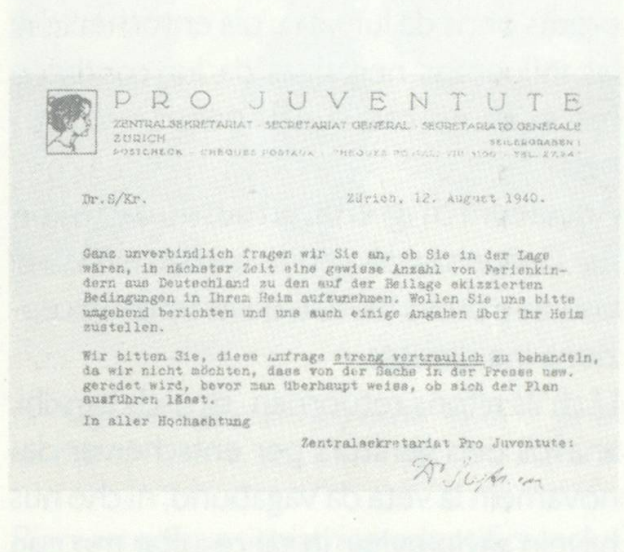 PRO JUVENTUTE
ZENTRALSEKRETARIAT - SECRETARIAT GENERAL - SEGRETARIATO GENERALE
ZÜRICH SEILERGRABEN 1
POSTCHECK - CHEQUES POSTAUX -
Dr.S/Kr. Zürich, 12. August 1940.
Ganz unverbindlich fragen wir Sie an, ob Sie in der Lage
wären, in nächster Zeit eine gewisse Anzahl von Ferienkin-
dern aus Deutschland zu den auf der Beilage skizzierten
Bedingungen in Ihrem Heim aufzunehmen. Wollen Sie uns bitte
umgehend berichten und uns auch einige Angaben über Ihr Heim
zustellen.
Wir bitten Sie, diese Anfrage streng vertraulich zu behandeln,
da wir nicht möchten, dass von der Sache in der Presse usw.
geredet wird, bevor man überhaupt weiss, ob sich der Plan
ausführen lässt.
In aller Hochachtung
Zentralsekretariat Pro Juventute: